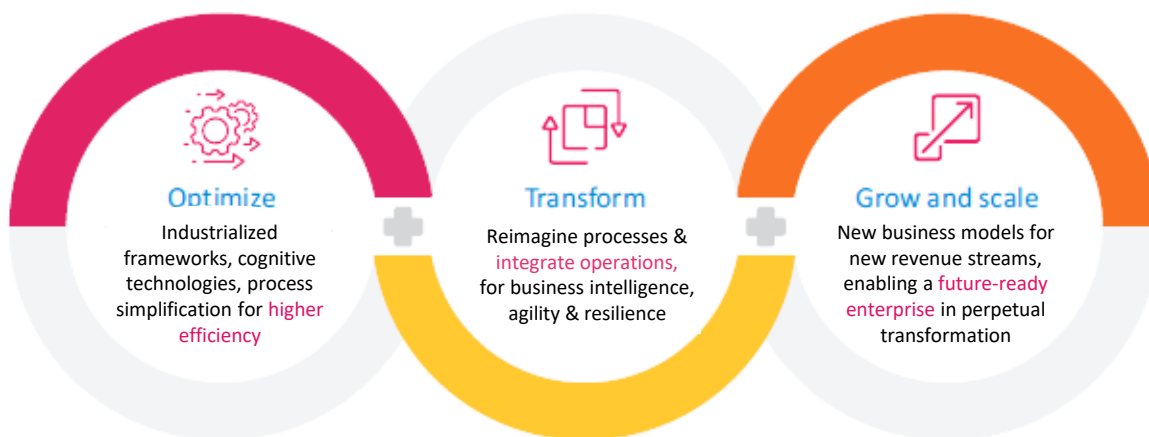 Optimize
Industrialized
frameworks, cognitive
technologies, process
simplification for higher
efficiency
Transform
Reimagine processes &
integrate operations,
for business intelligence,
agility & resilience
Grow and scale
New business models for
new revenue streams,
enabling a future-ready
enterprise in perpetual
transformation